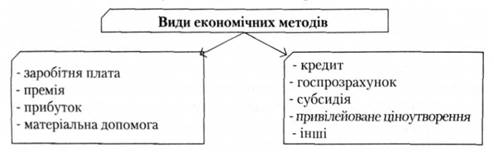 Види економічних методів
- заробітня плата
- премія
- прибуток
- матеріальна допомога
- кредит
- госпрозрахунок
- субсидія
- привілейоване ціноутворення
- інші